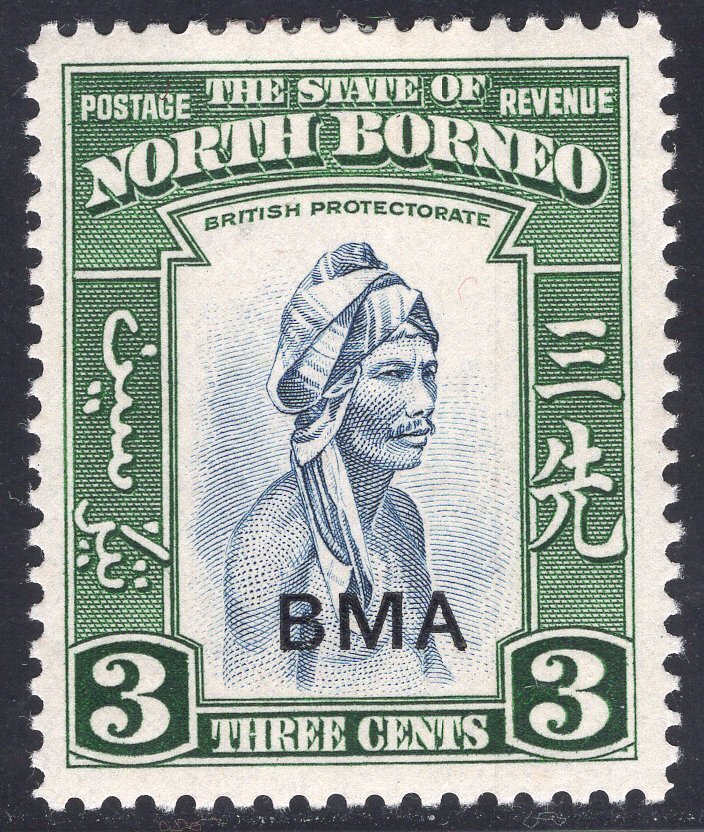 POSTAGE THE STATE OF REVENUE
NORTH BORNEO
BRITISH PROTECTORATE
三先
BMA
3 THREE CENTS 3